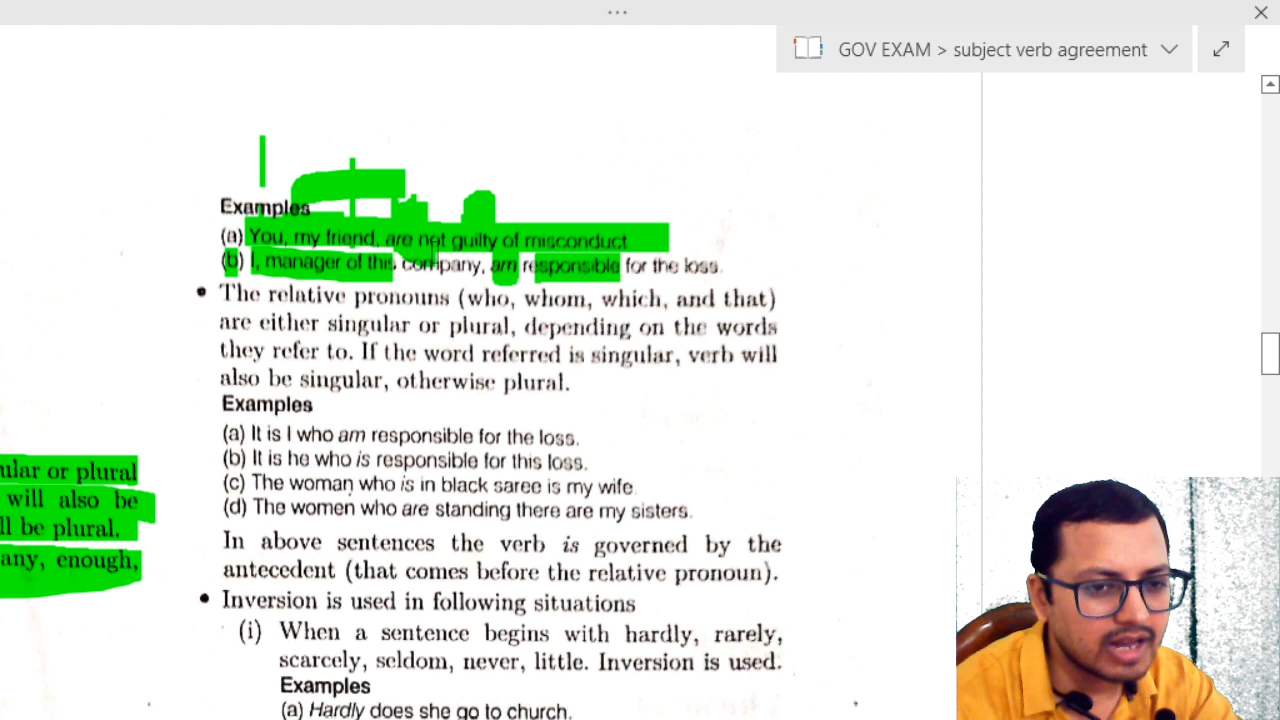 GOV EXAM > subject verb agreement
Examples
(a) You, my friend, are not guilty of misconduct
(b) I, manager of this company, am responsible for the loss.
• The relative pronouns (who, whom, which, and that)
are either singular or plural, depending on the words
they refer to. If the word referred is singular, verb will
also be singular, otherwise plural.
Examples
(a) It is I who am responsible for the loss.
(b) It is he who is responsible for this loss.
(c) The woman who is in black saree is my wife.
(d) The women who are standing there are my sisters.
In above sentences the verb is governed by the
antecedent (that comes before the relative pronoun).
• Inversion is used in following situations
(i) When a sentence begins with hardly, rarely,
scarcely, seldom, never, little. Inversion is used.
Examples
(a) Hardly does she go to church.
ular or plural
will also be
ll be plural.
any, enough,